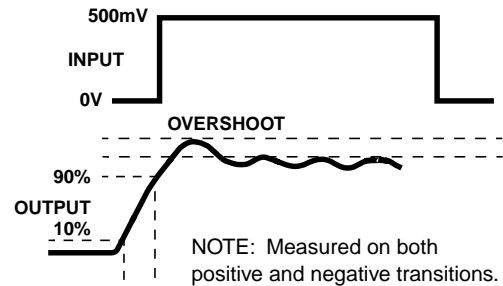 500mV
INPUT
0V
OVERSHOOT
90%
OUTPUT
10%
NOTE: Measured on both
positive and negative transitions.